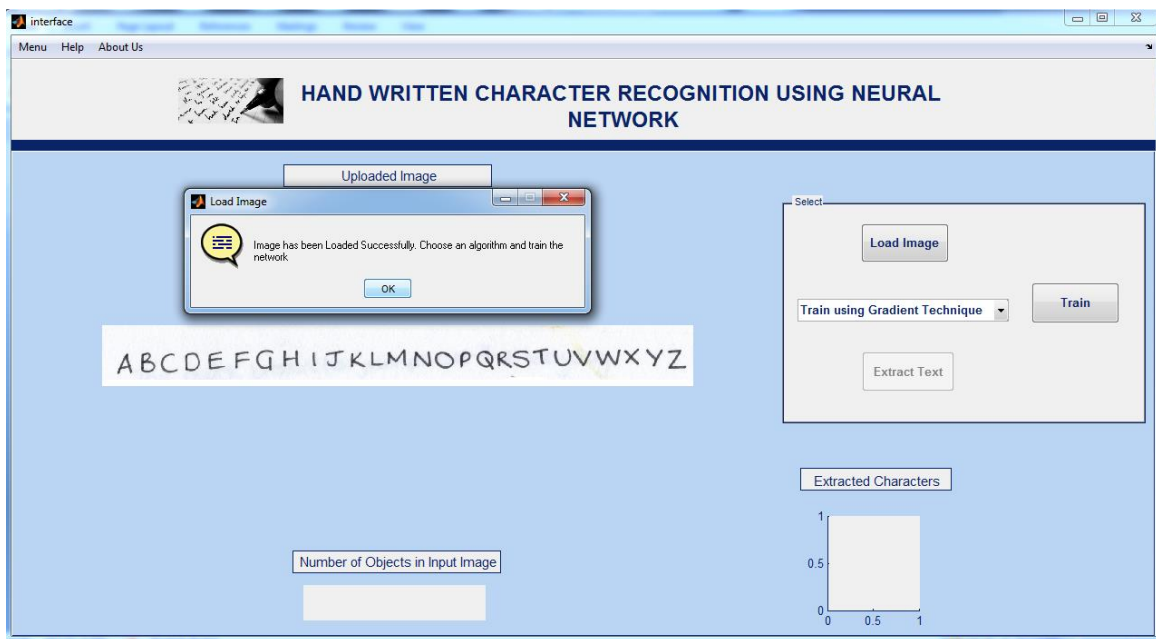 interface
Menu Help About Us
HAND WRITTEN CHARACTER RECOGNITION USING NEURAL
NETWORK
Uploaded Image
Load Image
Image has been Loaded Successfully. Choose an algorithm and train the
network
OK
ABCDEFGHIJKLMNOPQRSTUVWXYZ
Select
Load Image
Train using Gradient Technique
Train
Extract Text
Extracted Characters
1
0.5
0
0 0.5 1
Number of Objects in Input Image